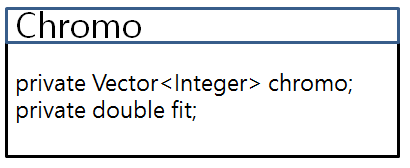 Chromo
private Vector<Integer> chromo;
private double fit;